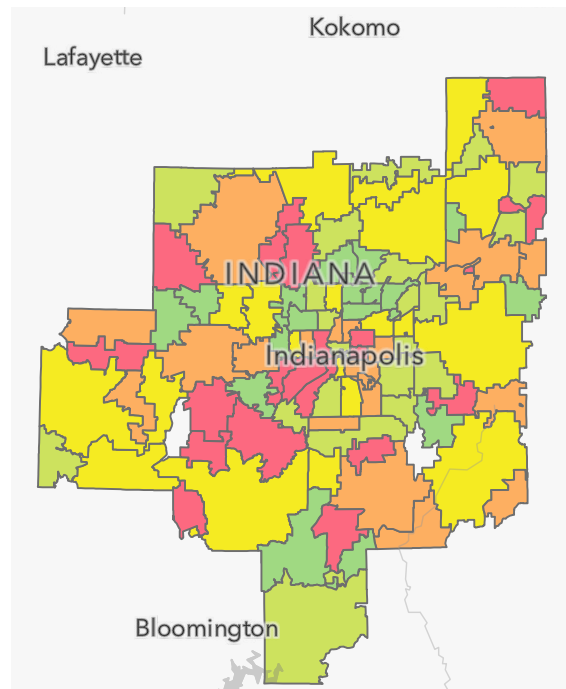 Kokomo
Lafayette
INDIANA
Indianapolis
Bloomington